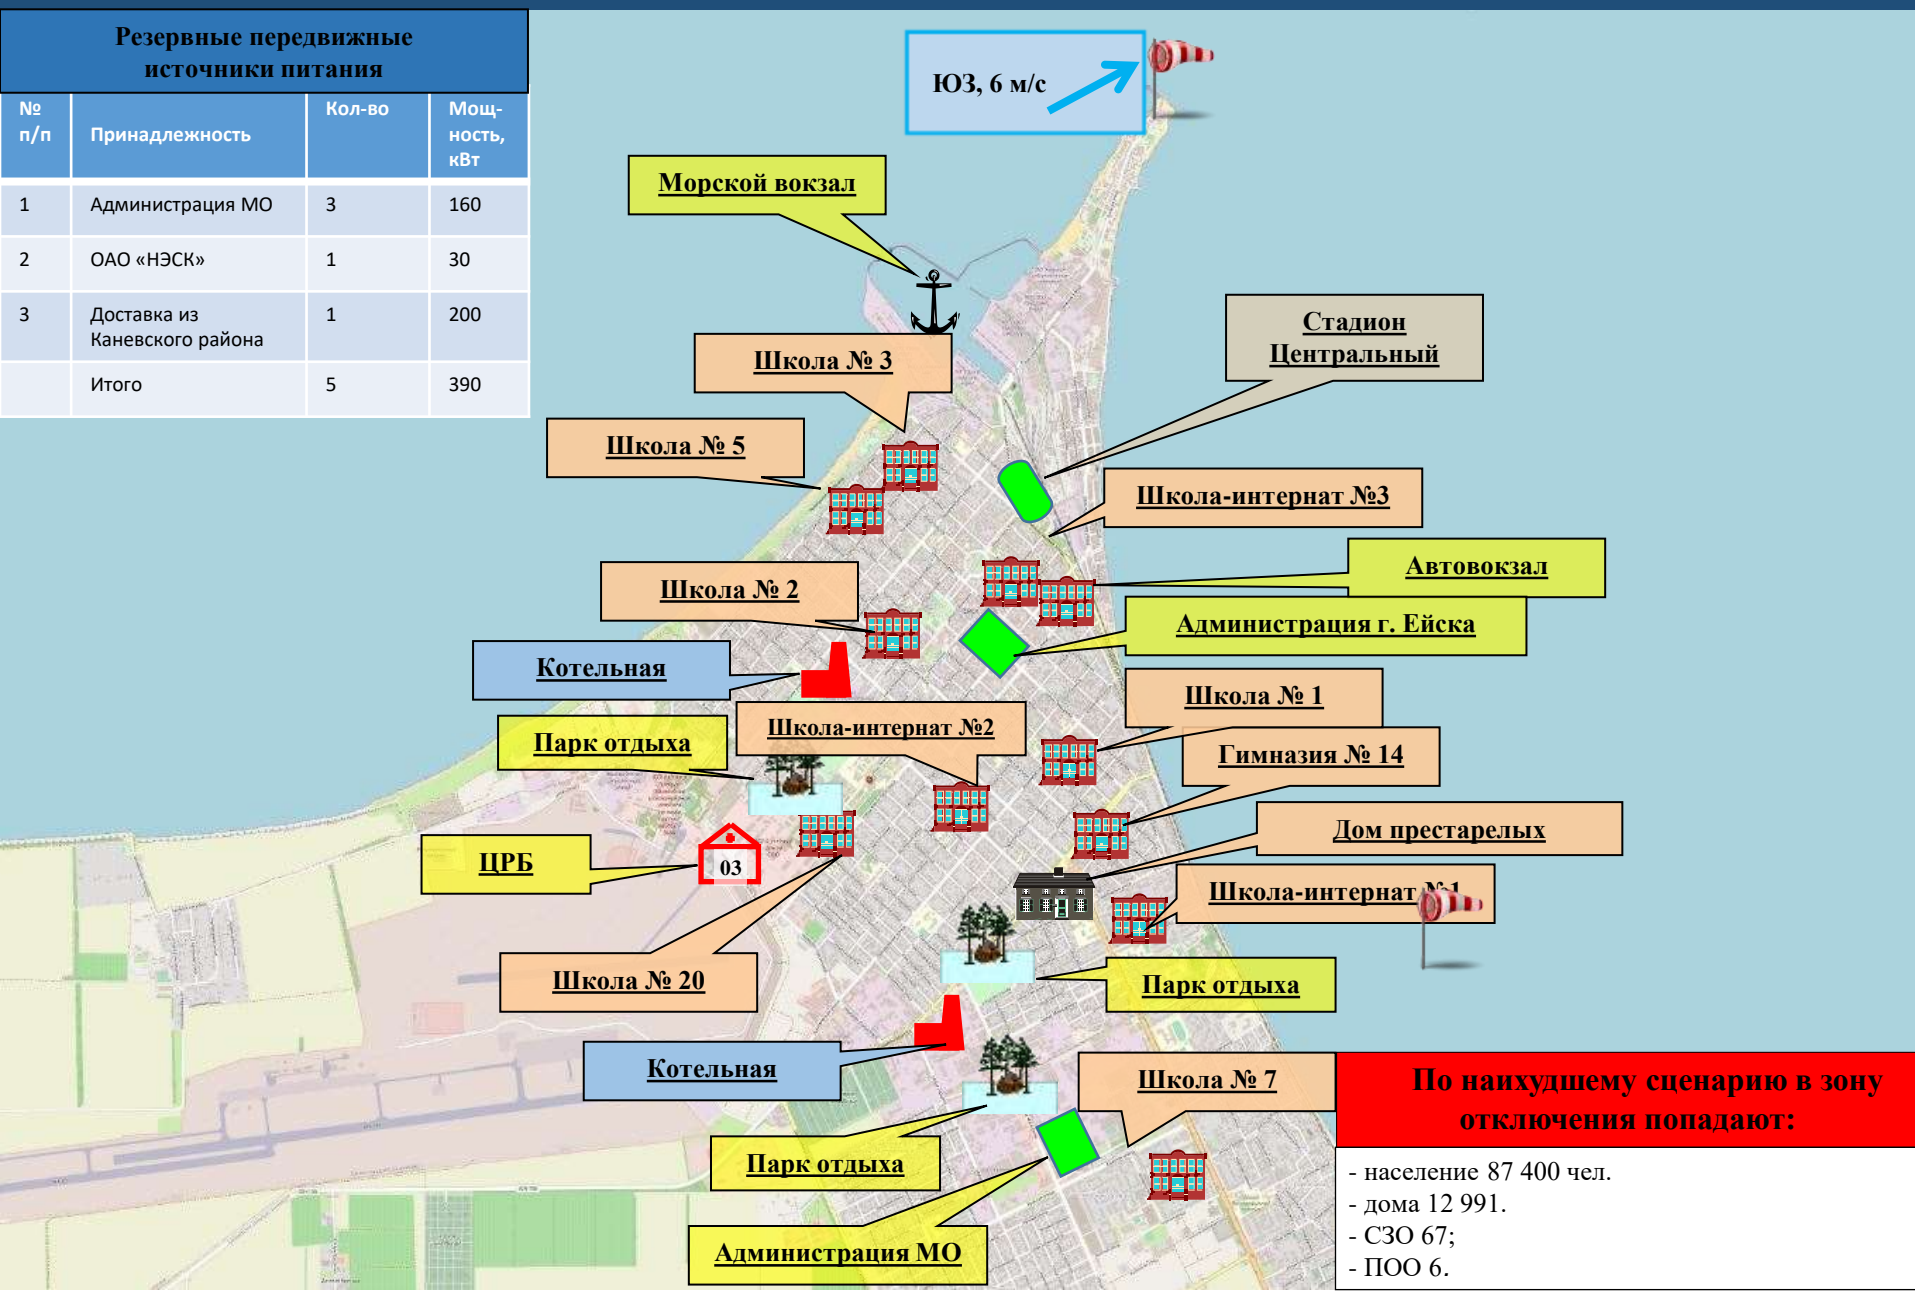 Резервные передвижные
источники питания
№ п/п Принадлежность Кол-во Мощ-ность, кВт
1 Администрация МО 3 160
2 ОАО «НЭСК» 1 30
3 Доставка из Каневского района 1 200
Итого 5 390
ЮЗ, 6 м/с
Морской вокзал
Стадион
Центральный
Школа № 3
Школа № 5
Школа-интернат №3
Автовокзал
Школа № 2
Администрация г. Ейска
Котельная
Школа № 1
Школа-интернат №2
Парк отдыха
Гимназия № 14
Дом престарелых
ЦРБ
03
Школа-интернат №1
Школа № 20
Парк отдыха
Котельная
Школа № 7
Парк отдыха
Администрация МО
По наихудшему сценарию в зону
отключения попадают:
- население 87 400 чел.
- дома 12 991.
- СЗО 67;
- ПОО 6.